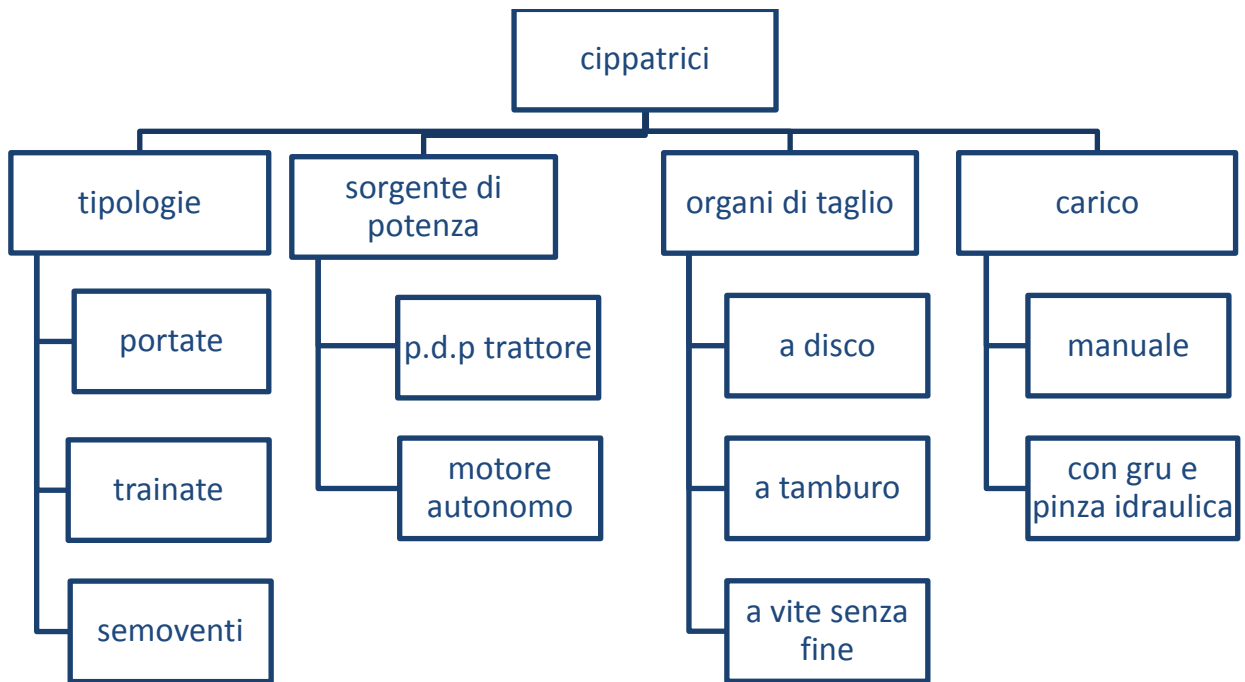 cippatrici
tipologie
sorgente di
potenza
organi di taglio
carico
portate
p.d.p trattore
a disco
manuale
trainate
motore
autonomo
a tamburo
con gru e
pinza idraulica
semoventi
a vite senza
fine